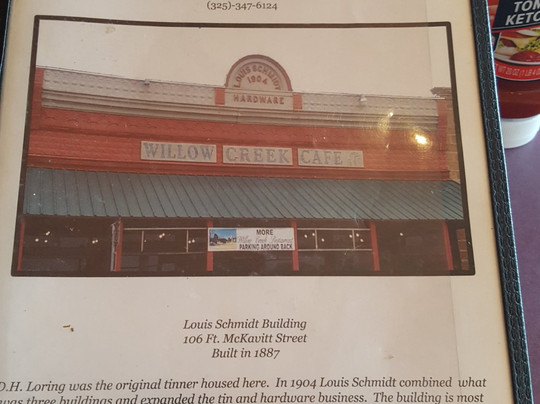 (325)-347-6124
LOUIS SCHMIDT
1904
HARDWARE
WILLOW CREEK CAFE
MORE
PARKING AROUND BACK
Louis Schmidt Building
106 Ft. McKavitt Street
Built in 1887
D.H. Loring was the original tinner housed here. In 1904 Louis Schmidt combined what
was three buildings and expanded the tin and hardware business. The building is most
TOM
KETC